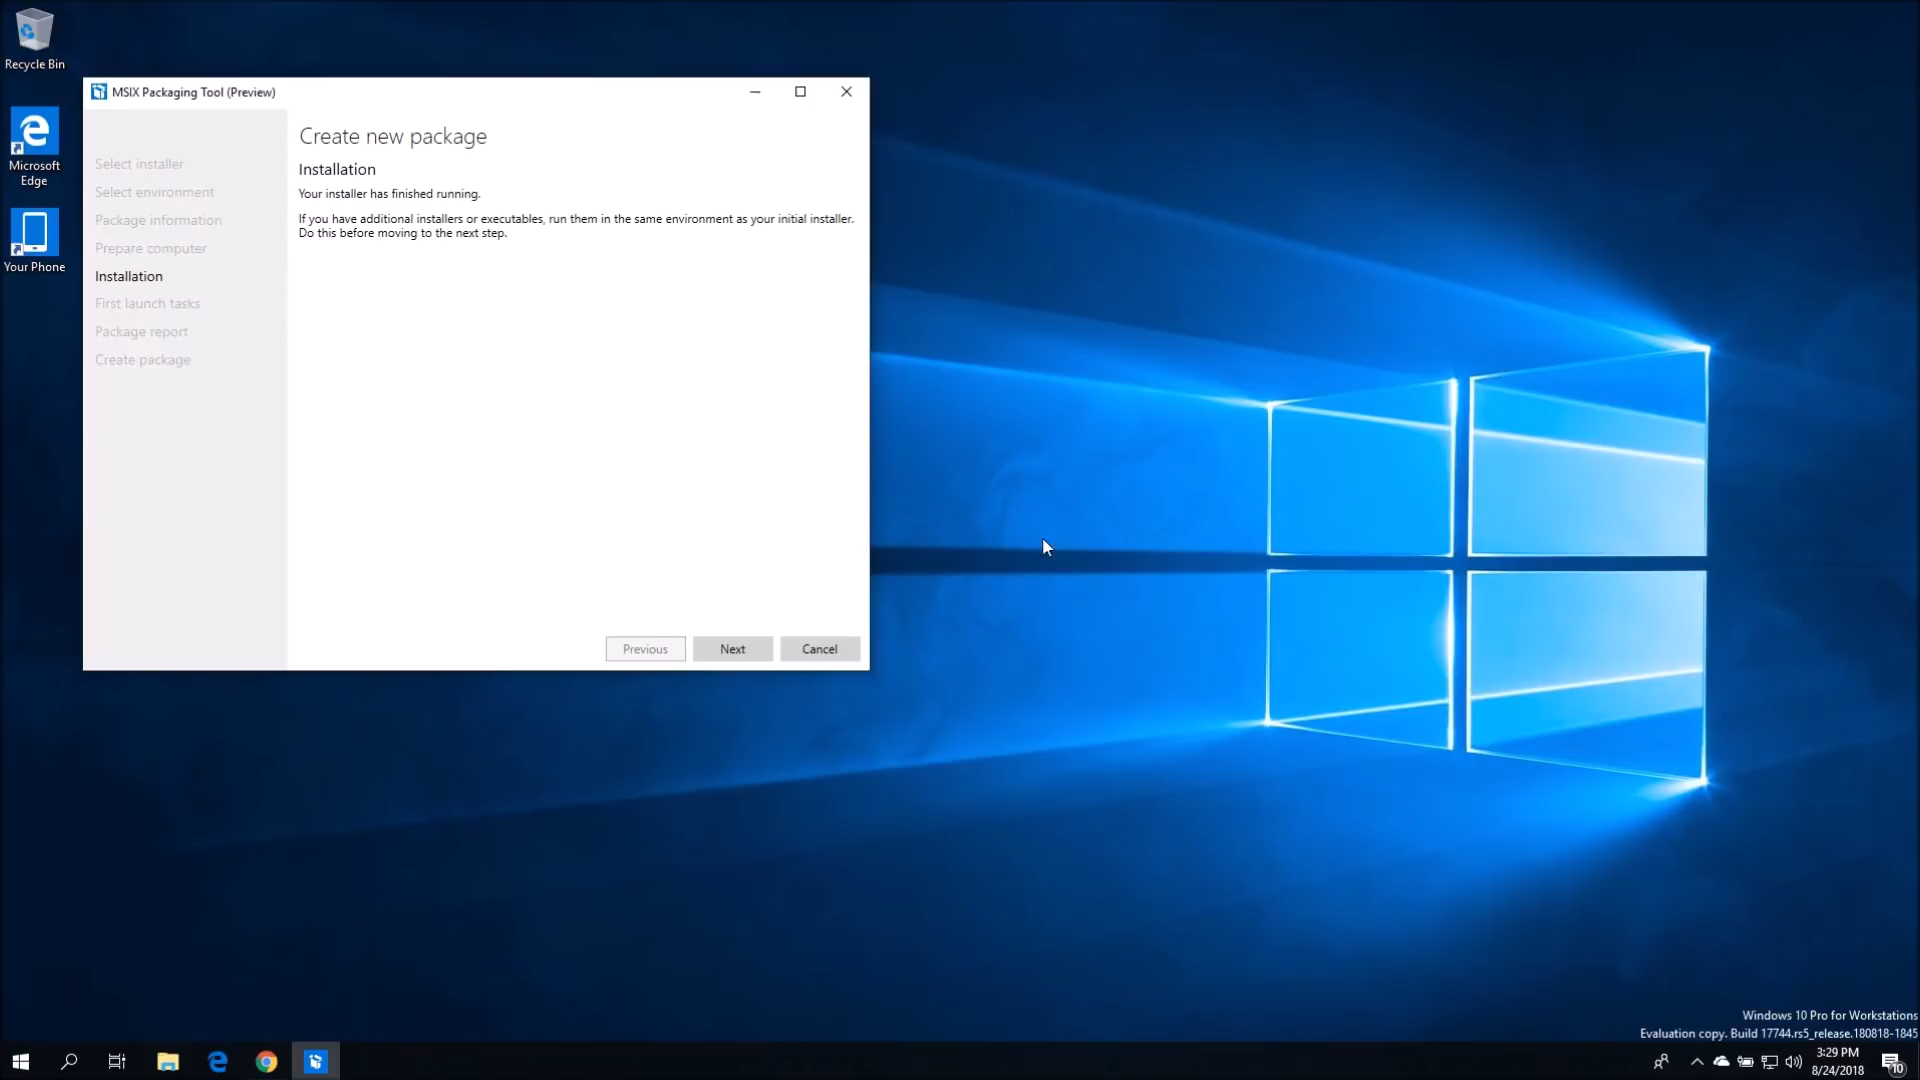 Recycle Bin
Microsoft
Edge
Your Phone
MSIX Packaging Tool (Preview)
Select installer
Select environment
Package information
Prepare computer
Installation
First launch tasks
Package report
Create package
Create new package
Installation
Your installer has finished running.
If you have additional installers or executables, run them in the same environment as your initial installer.
Do this before moving to the next step.
Previous
Next
Cancel
Windows 10 Pro for Workstations
Evaluation copy. Build 17744.rs5_release.180818-1845
3:29 PM
8/24/2018
10